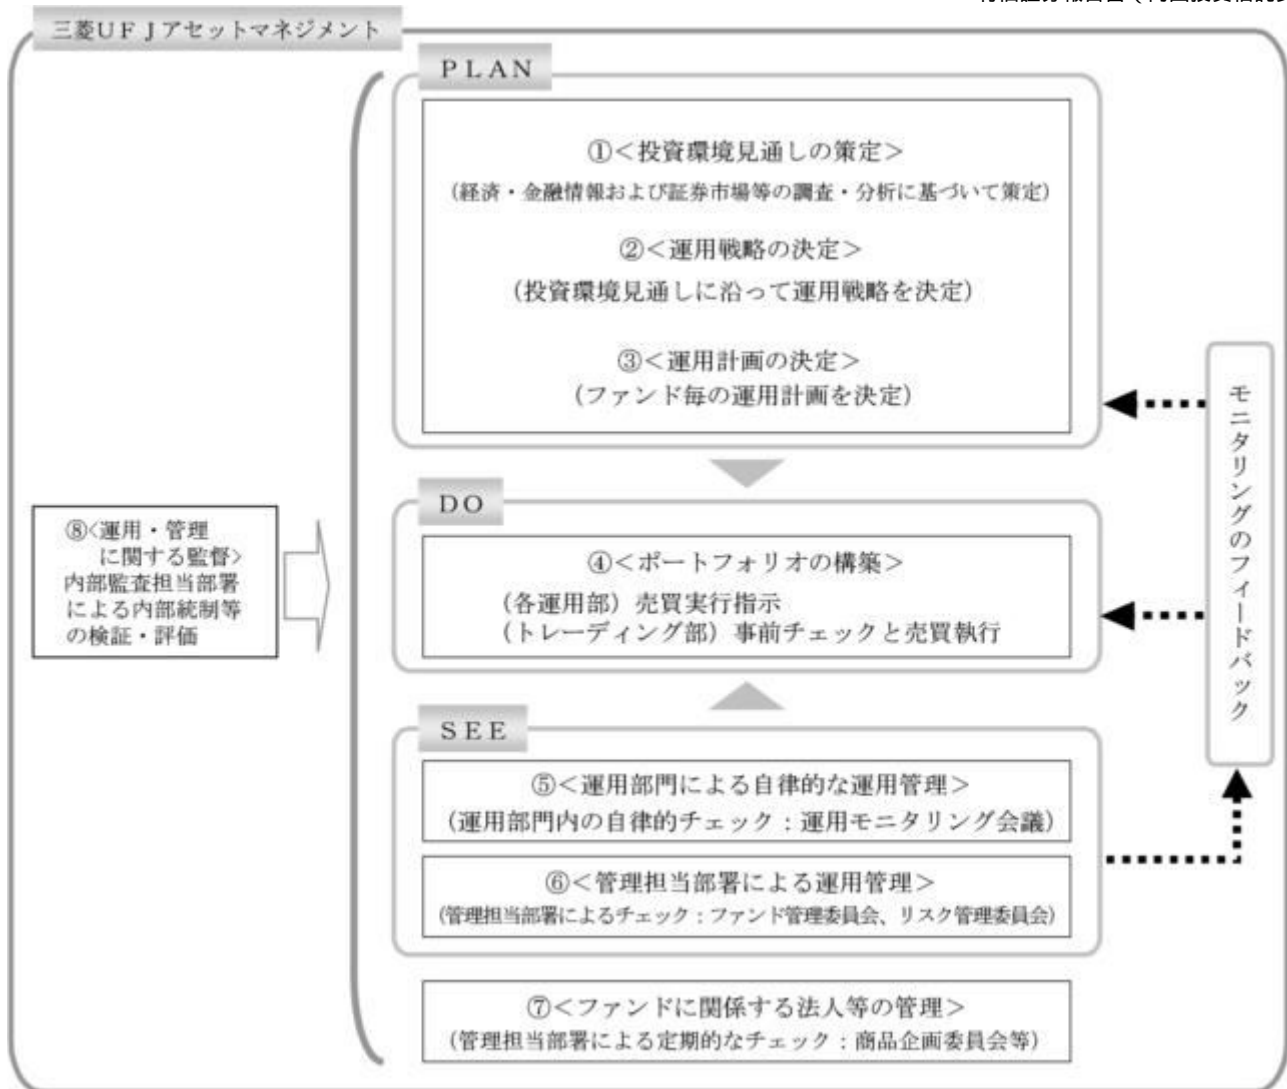 三菱UFJアセットマネジメント
PLAN
①<投資環境見通しの策定>
(経済・金融情報および証券市場等の調査・分析に基づいて策定)
②<運用戦略の決定>
(投資環境見通しに沿って運用戦略を決定)
③<運用計画の決定>
(ファンド毎の運用計画を決定)
DO
④<ポートフォリオの構築>
(各運用部)売買実行指示
(トレーディング部)事前チェックと売買執行
SEE
⑤<運用部門による自律的な運用管理>
(運用部門内の自律的チェック:運用モニタリング会議)
⑥<管理担当部署による運用管理>
(管理担当部署によるチェック:ファンド管理委員会、リスク管理委員会)
⑦<ファンドに関係する法人等の管理>
(管理担当部署による定期的なチェック:商品企画委員会等)
⑧<運用・管理
に関する監督>
内部監査担当部署
による内部統制等
の検証・評価
モニタリングのフィードバック